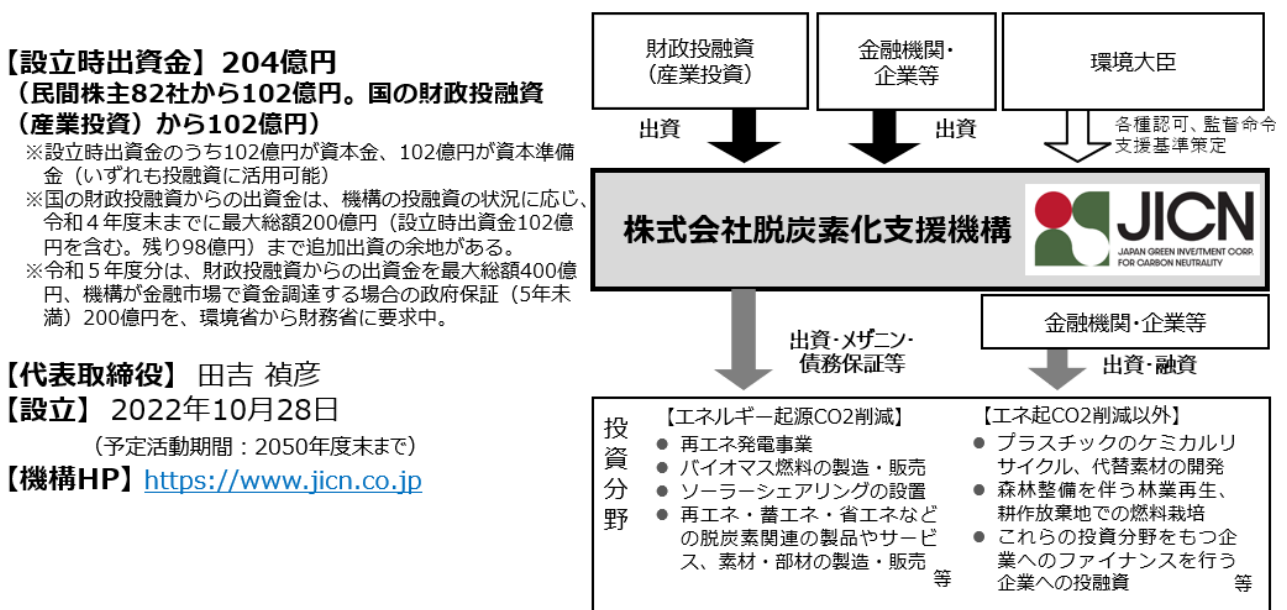 【設立時出資金】204億円
（民間株主82社から102億円。国の財政投融資
（産業投資）から102億円）
※設立時出資金のうち102億円が資本金、102億円が資本準備
金（いずれも投融資に活用可能）
※国の財政投融資からの出資金は、機構の投融資の状況に応じ、
令和４年度末までに最大総額200億円（設立時出資金102億
円を含む。残り98億円）まで追加出資の余地がある。
※令和５年度分は、財政投融資からの出資金を最大総額400億
円、機構が金融市場で資金調達する場合の政府保証（5年未
満）200億円を、環境省から財務省に要求中。
【代表取締役】田吉 禎彦
【設立】2022年10月28日
（予定活動期間：2050年度末まで）
【機構HP】https://www.jicn.co.jp
財政投融資
（産業投資）
金融機関・
企業等
環境大臣
出資
出資
各種認可、監督命令
支援基準策定
株式会社脱炭素化支援機構
JICN
JAPAN GREEN INVESTMENT CORP.
FOR CARBON NEUTRALITY
出資・メザニン・
債務保証等
金融機関・企業等
出資・融資
投資分野
【エネルギー起源CO2削減】
● 再エネ発電事業
● バイオマス燃料の製造・販売
● ソーラーシェアリングの設置
● 再エネ・蓄エネ・省エネなど
の脱炭素関連の製品やサービ
ス、素材・部材の製造・販売
等
【エネ起CO2削減以外】
● プラスチックのケミカルリ
サイクル、代替素材の開発
● 森林整備を伴う林業再生、
耕作放棄地での燃料栽培
● これらの投資分野をもつ企
業へのファイナンスを行う
企業への投融資
等